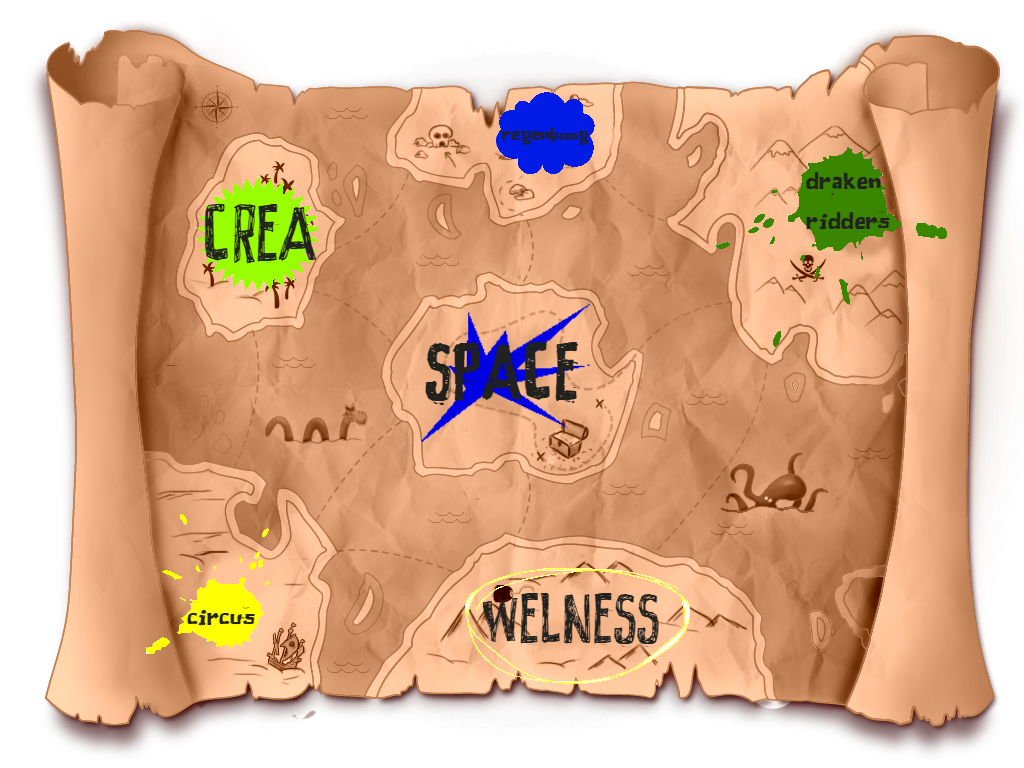 regenboog
draken
ridders
CREA
SPACE
circus
WELNESS